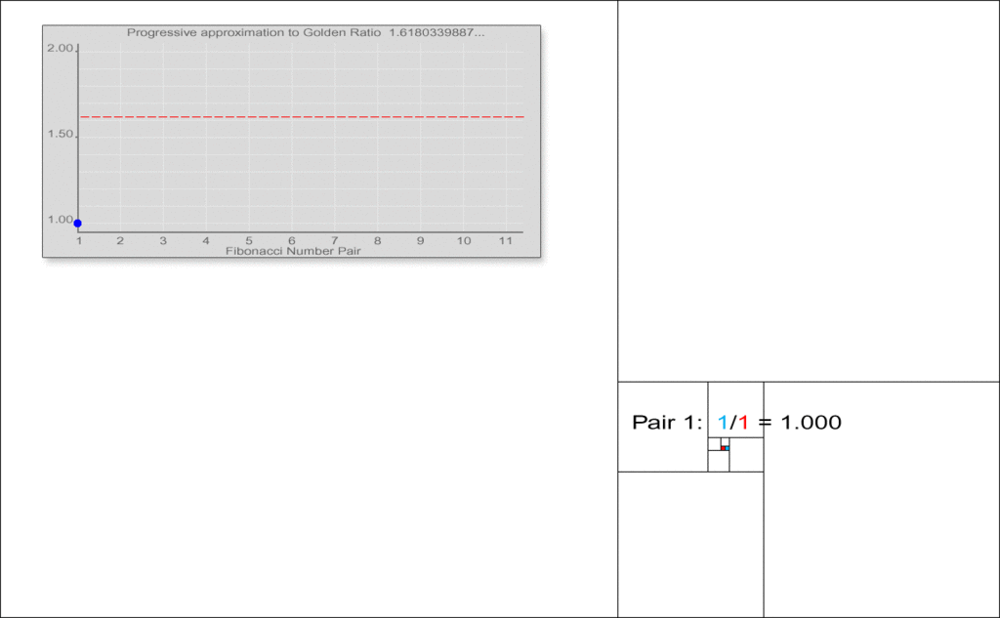 Progressive approximation to Golden Ratio 1.6180339887...
2.00
1.50
1.00
1 2 3 4 5 6 7 8 9 10 11
Fibonacci Number Pair
Pair 1: 1/1 = 1.000